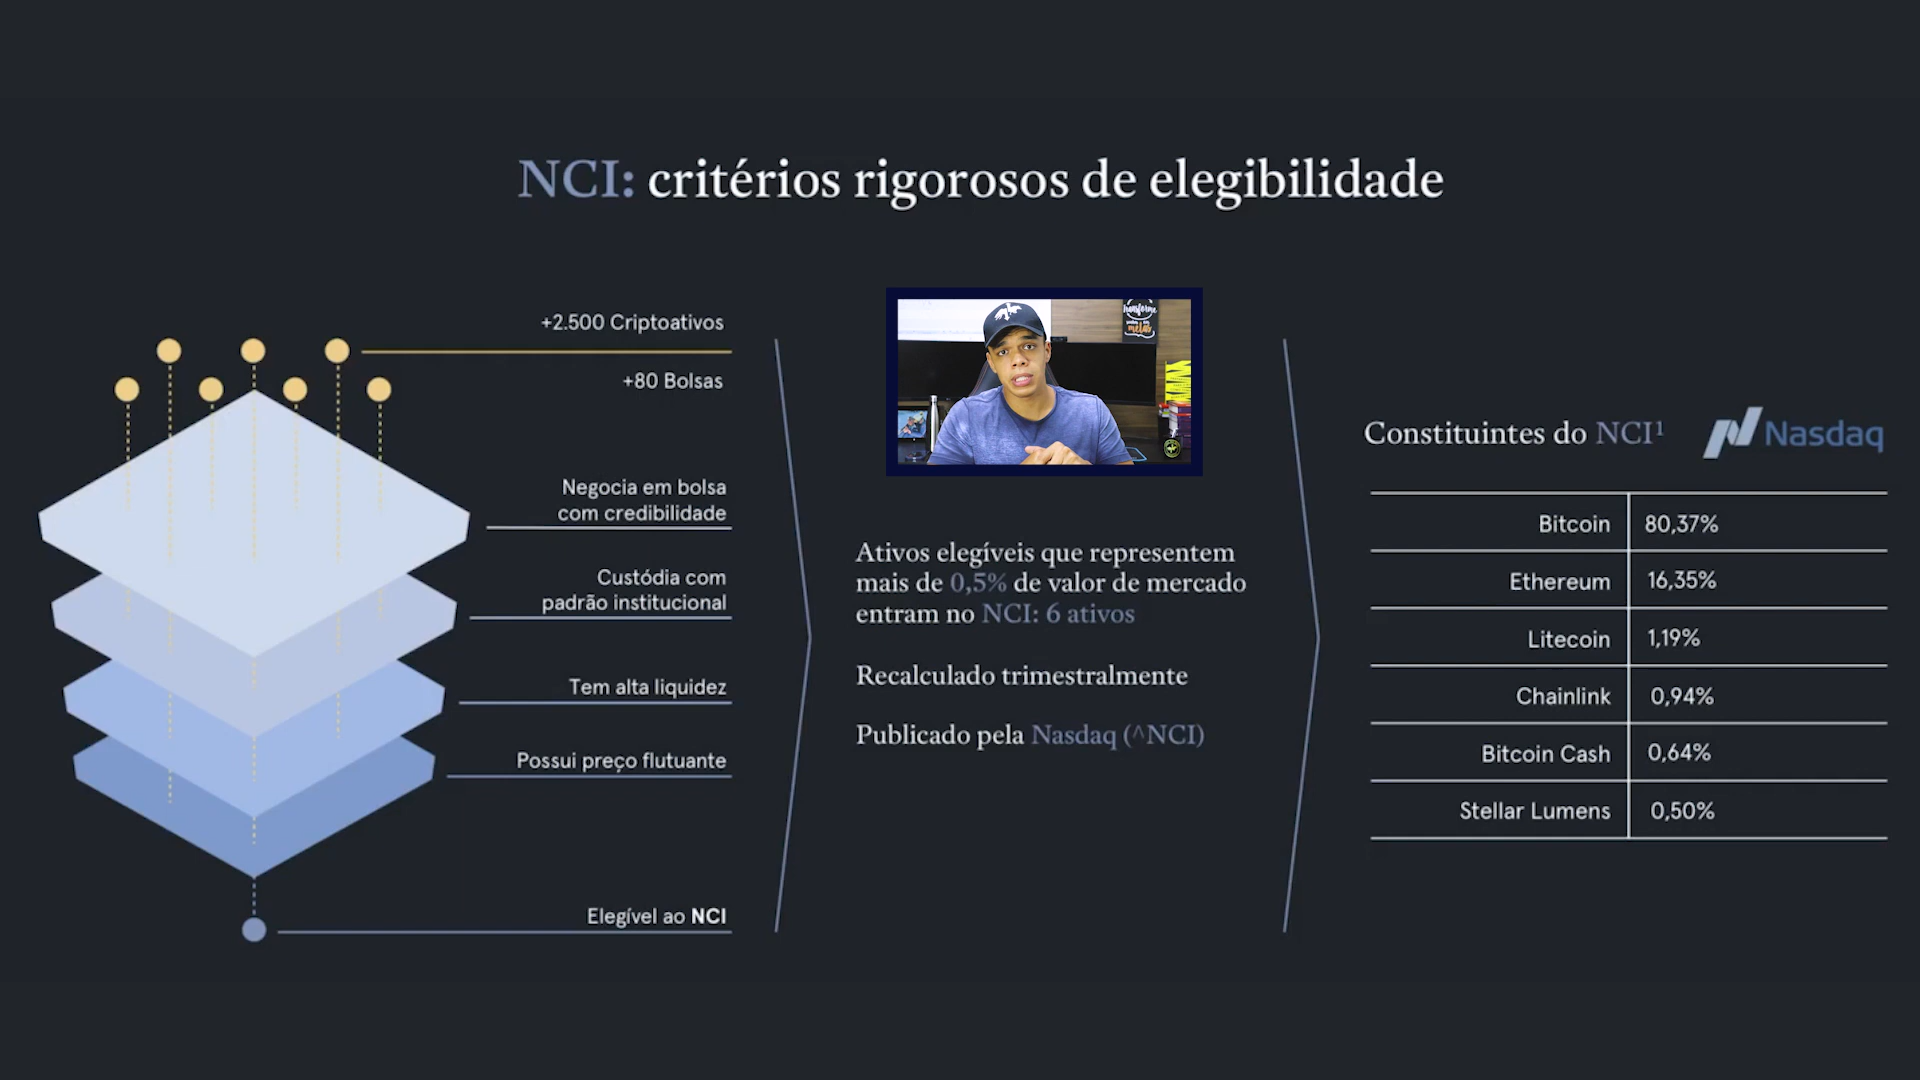 NCI: critérios rigorosos de elegibilidade
+2.500 Criptoativos
+80 Bolsas
Negocia em bolsa
com credibilidade
Custódia com
padrão institucional
Tem alta liquidez
Possui preço flutuante
Elegível ao NCI
Transforme
metas
Ativos elegíveis que representem
mais de 0,5% de valor de mercado
entram no NCI: 6 ativos
Recalculado trimestralmente
Publicado pela Nasdaq (^NCI)
Constituintes do NCI¹
Nasdaq
Bitcoin 80,37%
Ethereum 16,35%
Litecoin 1,19%
Chainlink 0,94%
Bitcoin Cash 0,64%
Stellar Lumens 0,50%